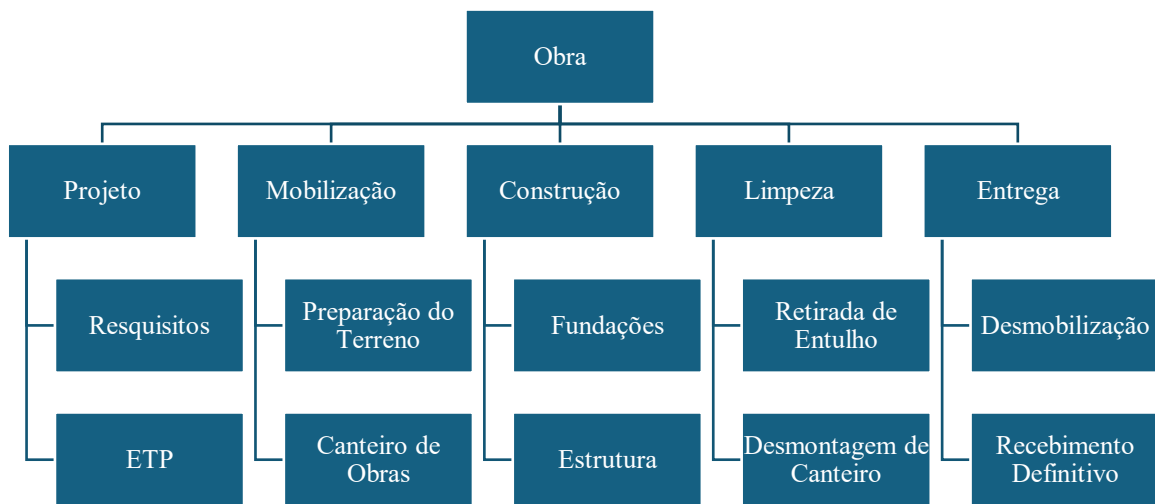 Obra
Projeto
Mobilização
Construção
Limpeza
Entrega
Resquisitos
Preparação do
Terreno
Fundações
Retirada de
Entulho
Desmobilização
ETP
Canteiro de
Obras
Estrutura
Desmontagem de
Canteiro
Recebimento
Definitivo